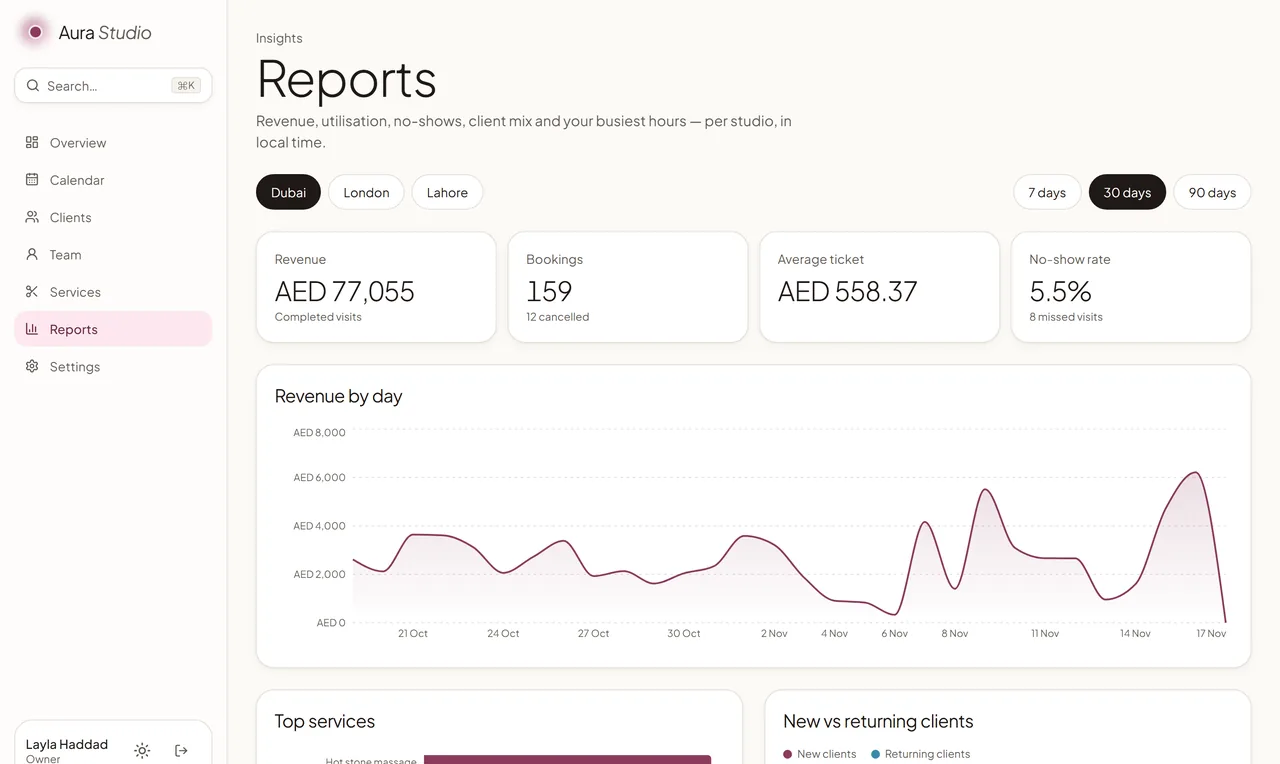 Aura Studio
Search...
⌘K
Overview
Calendar
Clients
Team
Services
Reports
Settings
Layla Haddad
Owner
Insights
Reports
Revenue, utilisation, no-shows, client mix and your busiest hours — per studio, in
local time.
Dubai London Lahore
7 days 30 days 90 days
Revenue
AED 77,055
Completed visits
Bookings
159
12 cancelled
Average ticket
AED 558.37
No-show rate
5.5%
8 missed visits
Revenue by day
AED 8,000
AED 6,000
AED 4,000
AED 2,000
AED 0
21 Oct 24 Oct 27 Oct 30 Oct 2 Nov 4 Nov 6 Nov 8 Nov 11 Nov 14 Nov 17 Nov
Top services
Hot stone massage
New vs returning clients
New clients Returning clients